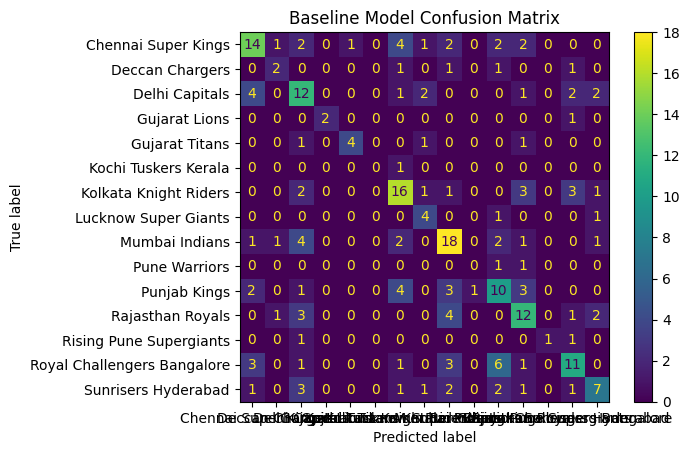 Baseline Model Confusion Matrix
True label
Chennai Super Kings 14 1 2 0 1 0 4 1 2 0 2 2 0 0 0
Deccan Chargers 0 2 0 0 0 0 1 0 1 0 1 0 0 1 0
Delhi Capitals 4 0 12 0 0 0 1 2 0 0 0 1 0 2 2
Gujarat Lions 0 0 0 2 0 0 0 0 0 0 0 0 0 1 0
Gujarat Titans 0 0 1 0 4 0 0 1 0 0 0 1 0 0 0
Kochi Tuskers Kerala 0 0 0 0 0 0 1 0 0 0 0 0 0 0 0
Kolkata Knight Riders 0 0 2 0 0 0 16 1 1 0 0 3 0 3 1
Lucknow Super Giants 0 0 0 0 0 0 0 4 0 0 1 0 0 0 1
Mumbai Indians 1 1 4 0 0 0 2 0 18 0 2 1 0 0 1
Pune Warriors 0 0 0 0 0 0 0 0 0 0 1 1 0 0 0
Punjab Kings 2 0 1 0 0 0 4 0 3 1 10 3 0 0 0
Rajasthan Royals 0 1 3 0 0 0 0 0 4 0 0 12 0 1 2
Rising Pune Supergiants 0 0 1 0 0 0 0 0 0 0 0 0 1 1 0
Royal Challengers Bangalore 3 0 1 0 0 0 1 0 3 0 6 1 0 11 0
Sunrisers Hyderabad 1 0 3 0 0 0 1 1 2 0 2 1 0 1 7
Predicted label
18
16
14
12
10
8
6
4
2
0